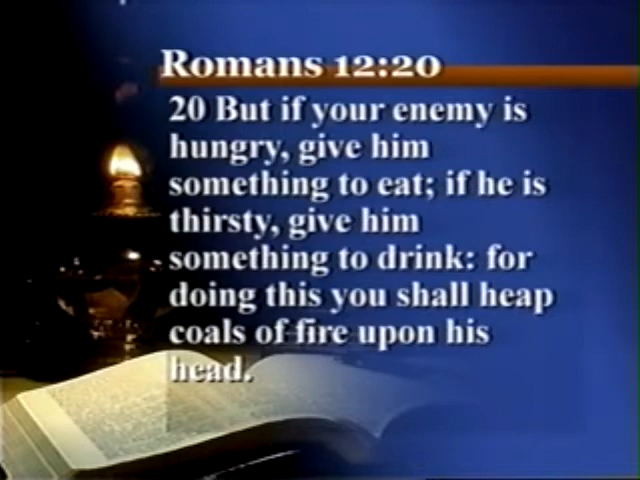 Romans 12:20
20 But if your enemy is
hungry, give him
something to eat; if he is
thirsty, give him
something to drink: for
doing this you shall heap
coals of fire upon his
head.